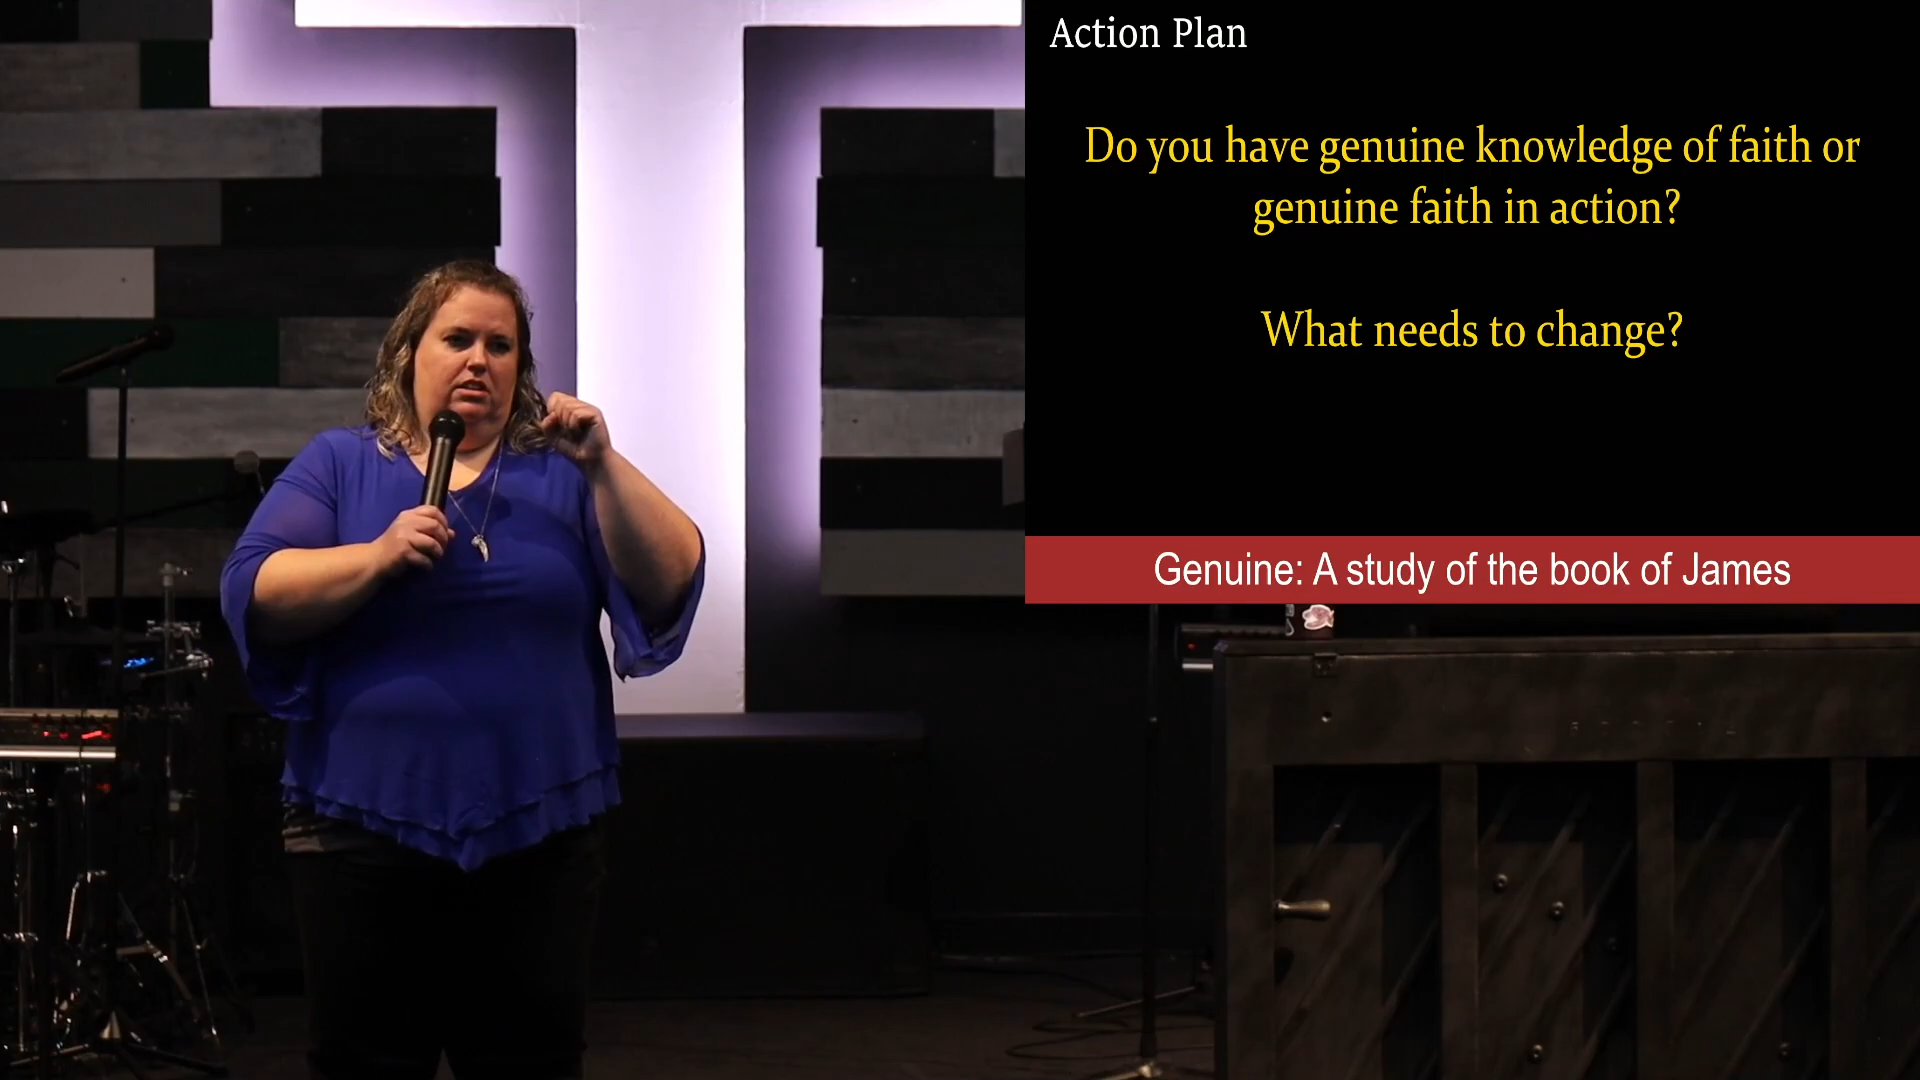 Action Plan
Do you have genuine knowledge of faith or
genuine faith in action?
What needs to change?
Genuine: A study of the book of James